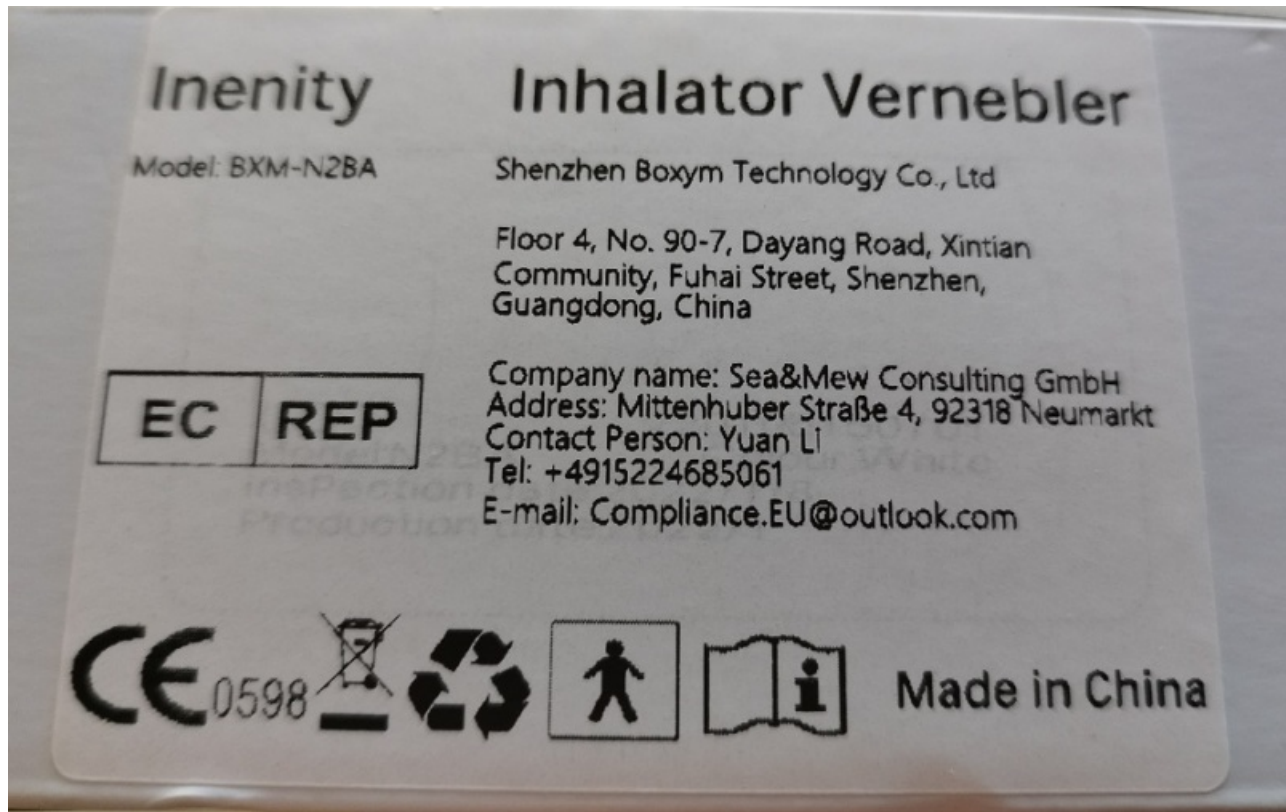 Inenity
Model: BXM-N2BA
Inhalator Vernebler
Shenzhen Boxym Technology Co., Ltd
Floor 4, No. 90-7, Dayang Road, Xintian
Community, Fuhai Street, Shenzhen,
Guangdong, China
EC REP
Company name: Sea&Mew Consulting GmbH
Address: Mittenhuber Straße 4, 92318 Neumarkt
Contact Person: Yuan Li
Tel: +4915224685061
E-mail: Compliance.EU@outlook.com
CE 0598
Made in China